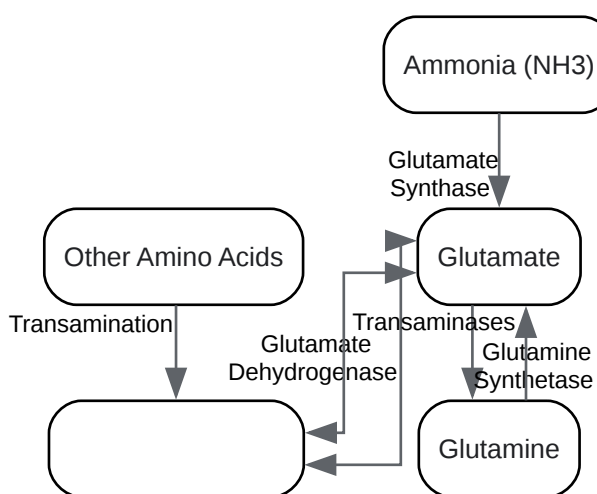 Ammonia (NH3)
Glutamate
Synthase
Other Amino Acids
Glutamate
Transamination
Transaminases
Glutamate
Dehydrogenase
Glutamine
Synthetase
Glutamine